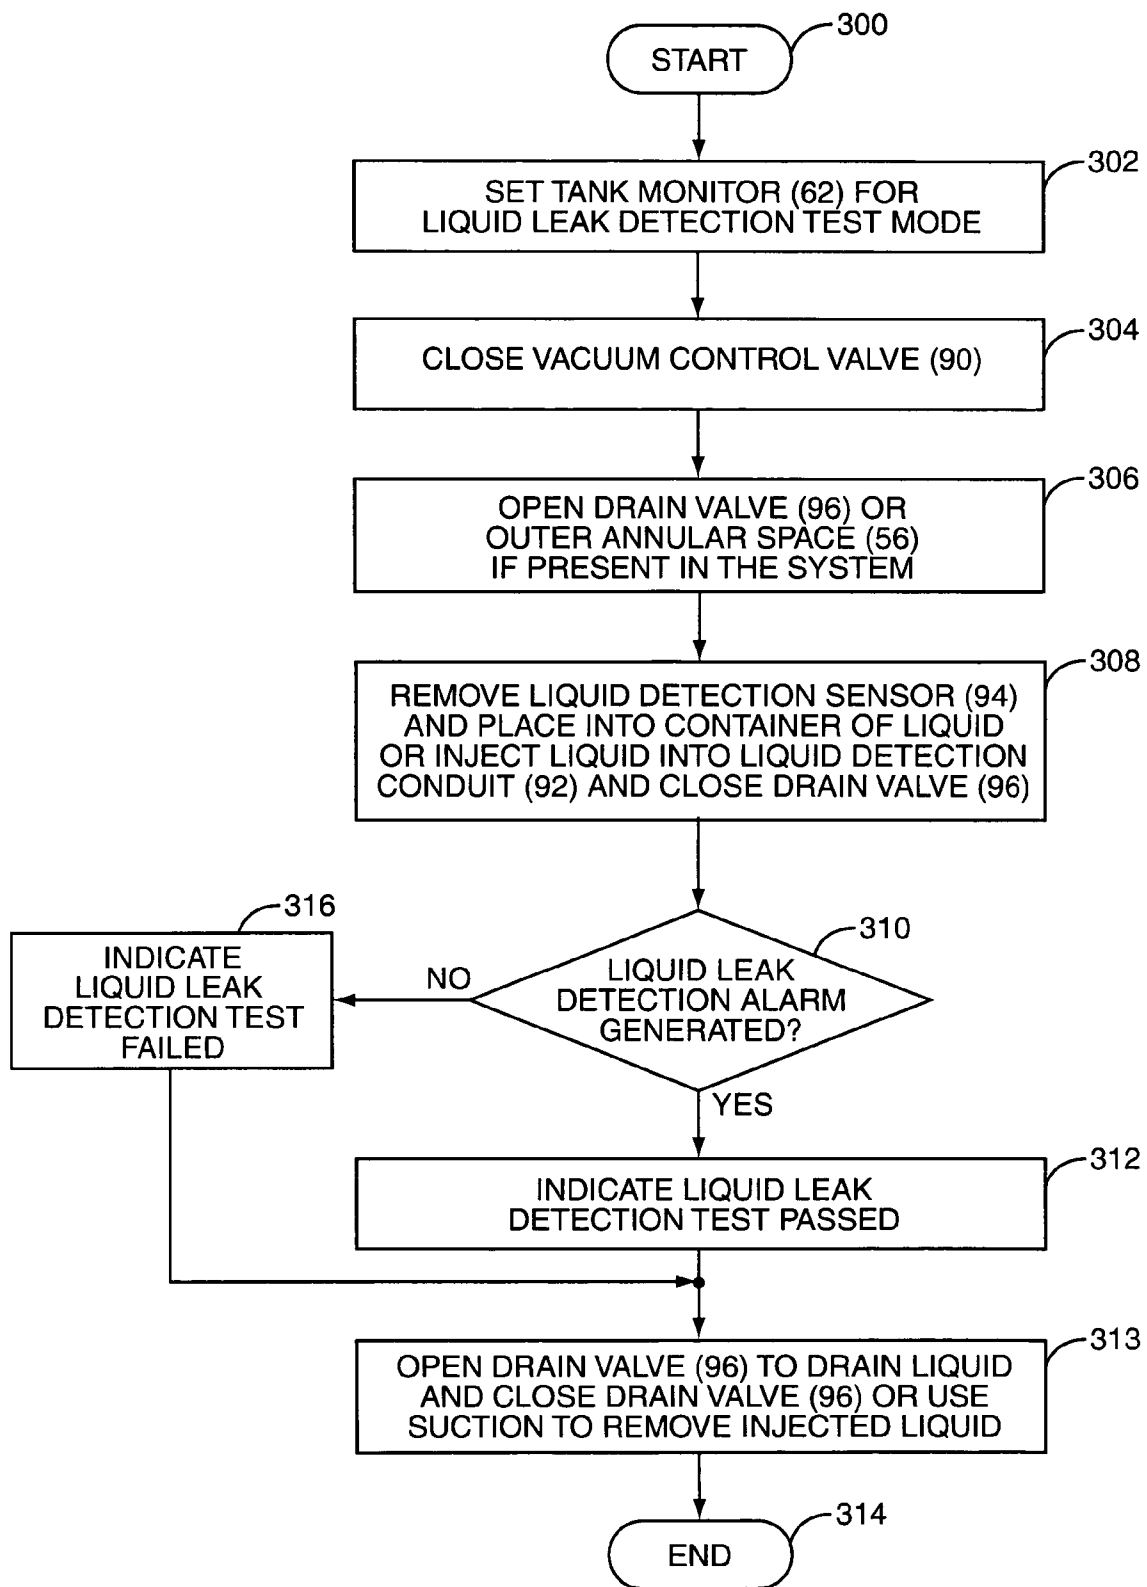 300
START
302
SET TANK MONITOR (62) FOR
LIQUID LEAK DETECTION TEST MODE
304
CLOSE VACUUM CONTROL VALVE (90)
306
OPEN DRAIN VALVE (96) OR
OUTER ANNULAR SPACE (56)
IF PRESENT IN THE SYSTEM
308
REMOVE LIQUID DETECTION SENSOR (94)
AND PLACE INTO CONTAINER OF LIQUID
OR INJECT LIQUID INTO LIQUID DETECTION
CONDUIT (92) AND CLOSE DRAIN VALVE (96)
310
LIQUID LEAK
DETECTION ALARM
GENERATED?
NO
316
INDICATE
LIQUID LEAK
DETECTION TEST
FAILED
YES
312
INDICATE LIQUID LEAK
DETECTION TEST PASSED
313
OPEN DRAIN VALVE (96) TO DRAIN LIQUID
AND CLOSE DRAIN VALVE (96) OR USE
SUCTION TO REMOVE INJECTED LIQUID
314
END